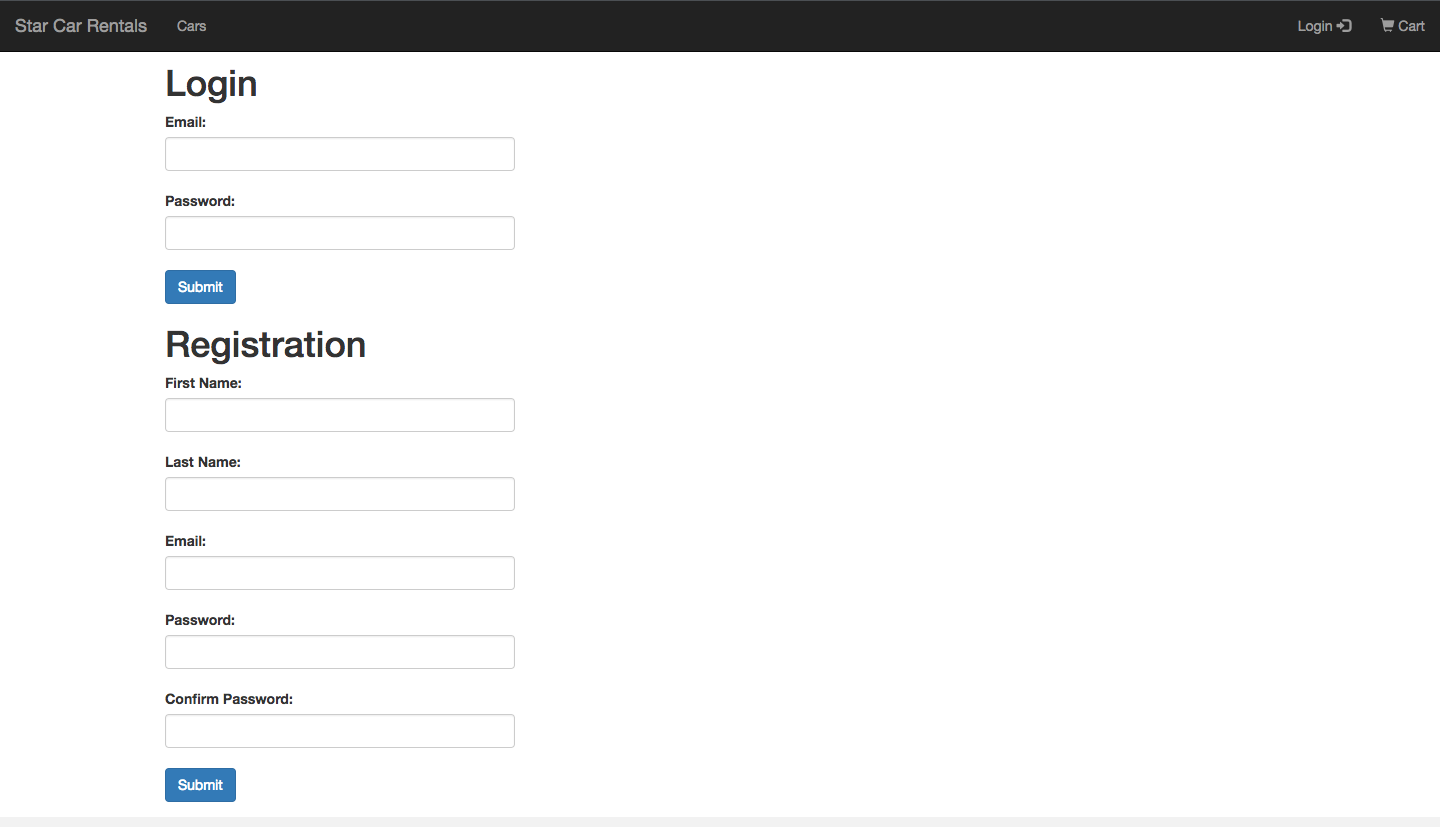 Star Car Rentals Cars Login Cart
Login
Email:
Password:
Submit
Registration
First Name:
Last Name:
Email:
Password:
Confirm Password:
Submit